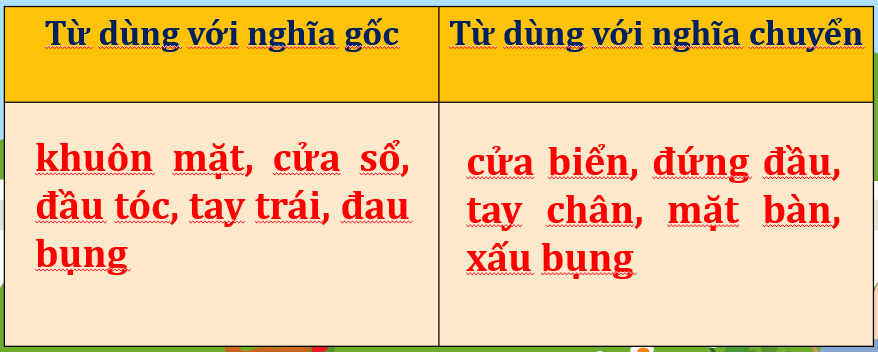 Từ dùng với nghĩa gốc
Từ dùng với nghĩa chuyển
khuôn mặt, cửa sổ,
đầu tóc, tay trái, đau
bụng
cửa biển, đứng đầu,
tay chân, mặt bàn,
xấu bụng